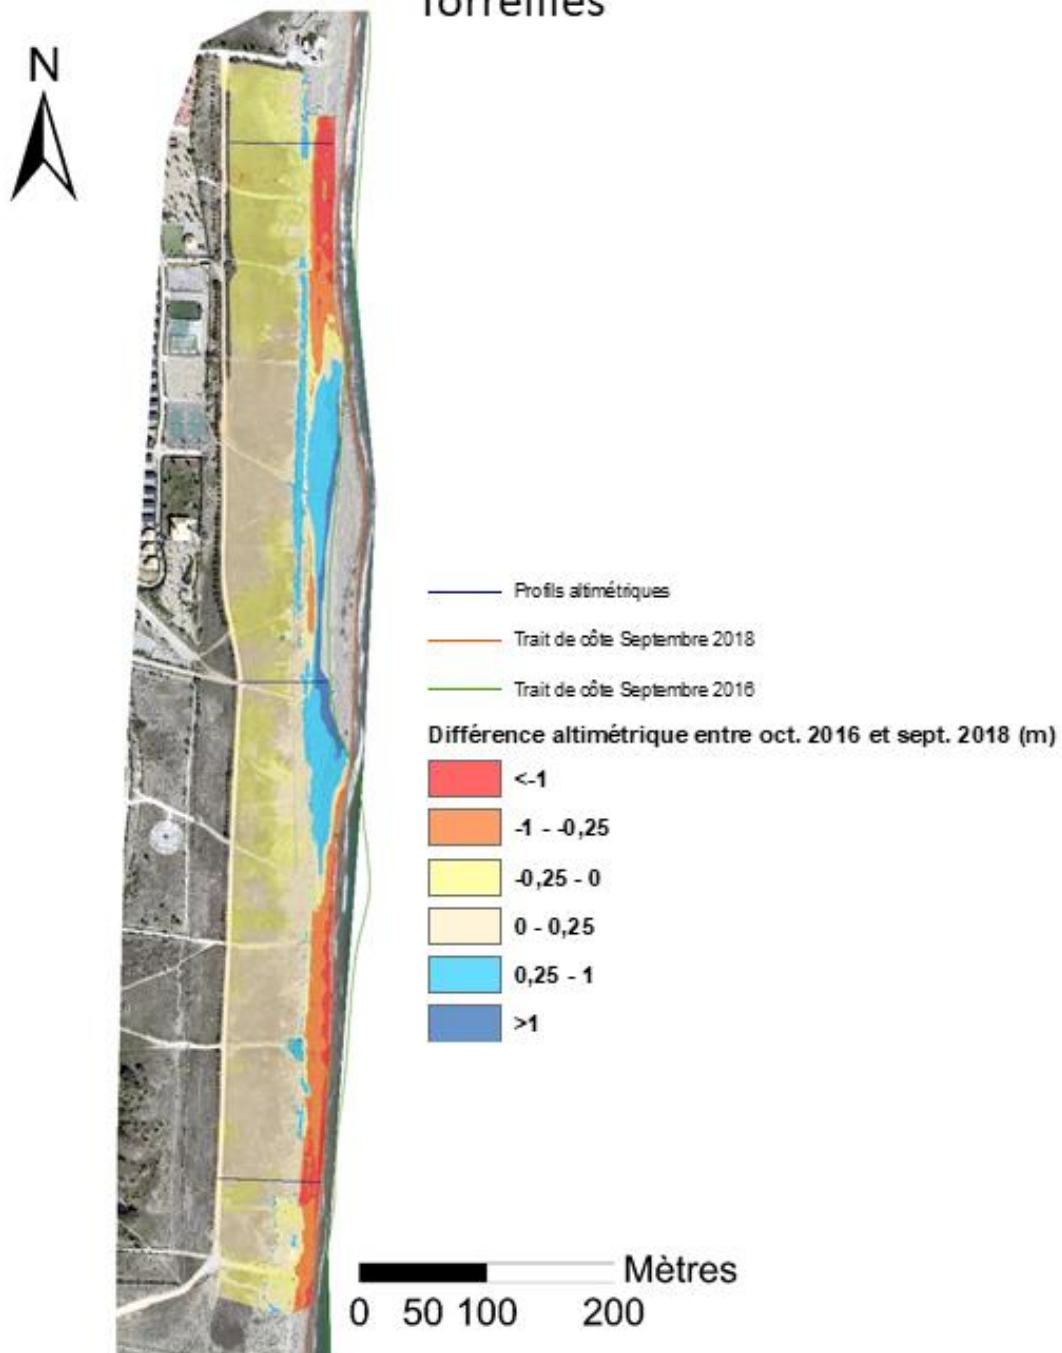 Torreilles
N
Profils altimétriques
Trait de côte Septembre 2018
Trait de côte Septembre 2016
Différence altimétrique entre oct. 2016 et sept. 2018 (m)
<-1
-1 - -0,25
-0,25 - 0
0 - 0,25
0,25 - 1
>1
Mètres
0 50 100 200